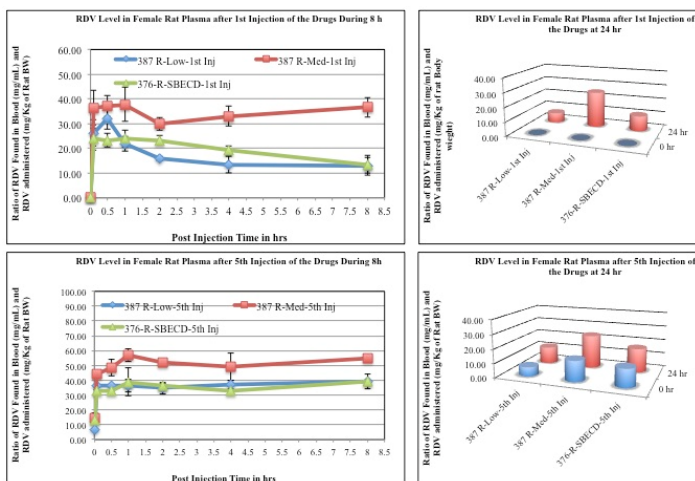 RDV Level in Female Rat Plasma after 1st Injection of the Drugs During 8 h
Ratio of RDV Found in Blood (mg/mL) and
RDV administered (mg/Kg of Rat BW)
60.00
50.00
40.00
30.00
20.00
10.00
0.00
387 R-Low-1st Inj
387 R-Med-1st Inj
376-R-SBECD-1st Inj
0 0.5 1 1.5 2 2.5 3 3.5 4 4.5 5 5.5 6 6.5 7 7.5 8 8.5
Post Injection Time in hrs
RDV Level in Female Rat Plasma after 1st Injection of
the Drugs at 24 hr
Ratio of RDV Found in Blood (mg/mL) and
RDV administered (mg/Kg of rat Body
weight)
40.00
30.00
20.00
10.00
0.00
387 R-Low-1st Inj
387 R-Med-1st Inj
376-R-SBECD-1st Inj
24 hr
0 hr
RDV Level in Female Rat Plasma after 5th Injection of the Drugs During 8h
Ratio of RDV Found in Blood (mg/mL) and
RDV administered (mg/Kg of Rat BW)
100.00
90.00
80.00
70.00
60.00
50.00
40.00
30.00
20.00
10.00
0.00
387 R-Low-5th Inj
387 R-Med-5th Inj
376-R-SBECD-5th Inj
0 0.5 1 1.5 2 2.5 3 3.5 4 4.5 5 5.5 6 6.5 7 7.5 8 8.5
Post Injection Time in hrs
RDV Level in Female Rat Plasma after 5th Injection of
the Drugs at 24 hr
Ratio of RDV Found in Blood (mg/mL) and
RDV administered (mg/Kg of Rat BW)
40.00
30.00
20.00
10.00
0.00
387 R-Low-5th Inj
387 R-Med-5th Inj
376-R-SBECD-5th Inj
24 hr
0 hr